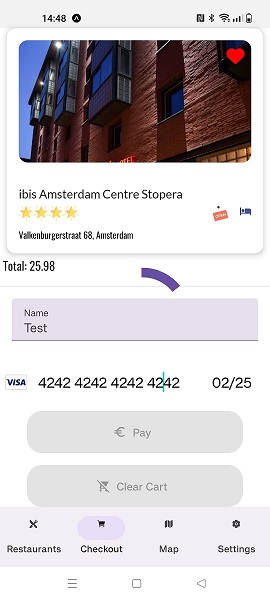 14:48
ibis Amsterdam Centre Stopera
OPEN
Valkenburgerstraat 68, Amsterdam
Total: 25.98
Name
Test
VISA 4242 4242 4242 4242 02/25
€ Pay
Clear Cart
Restaurants Checkout Map Settings